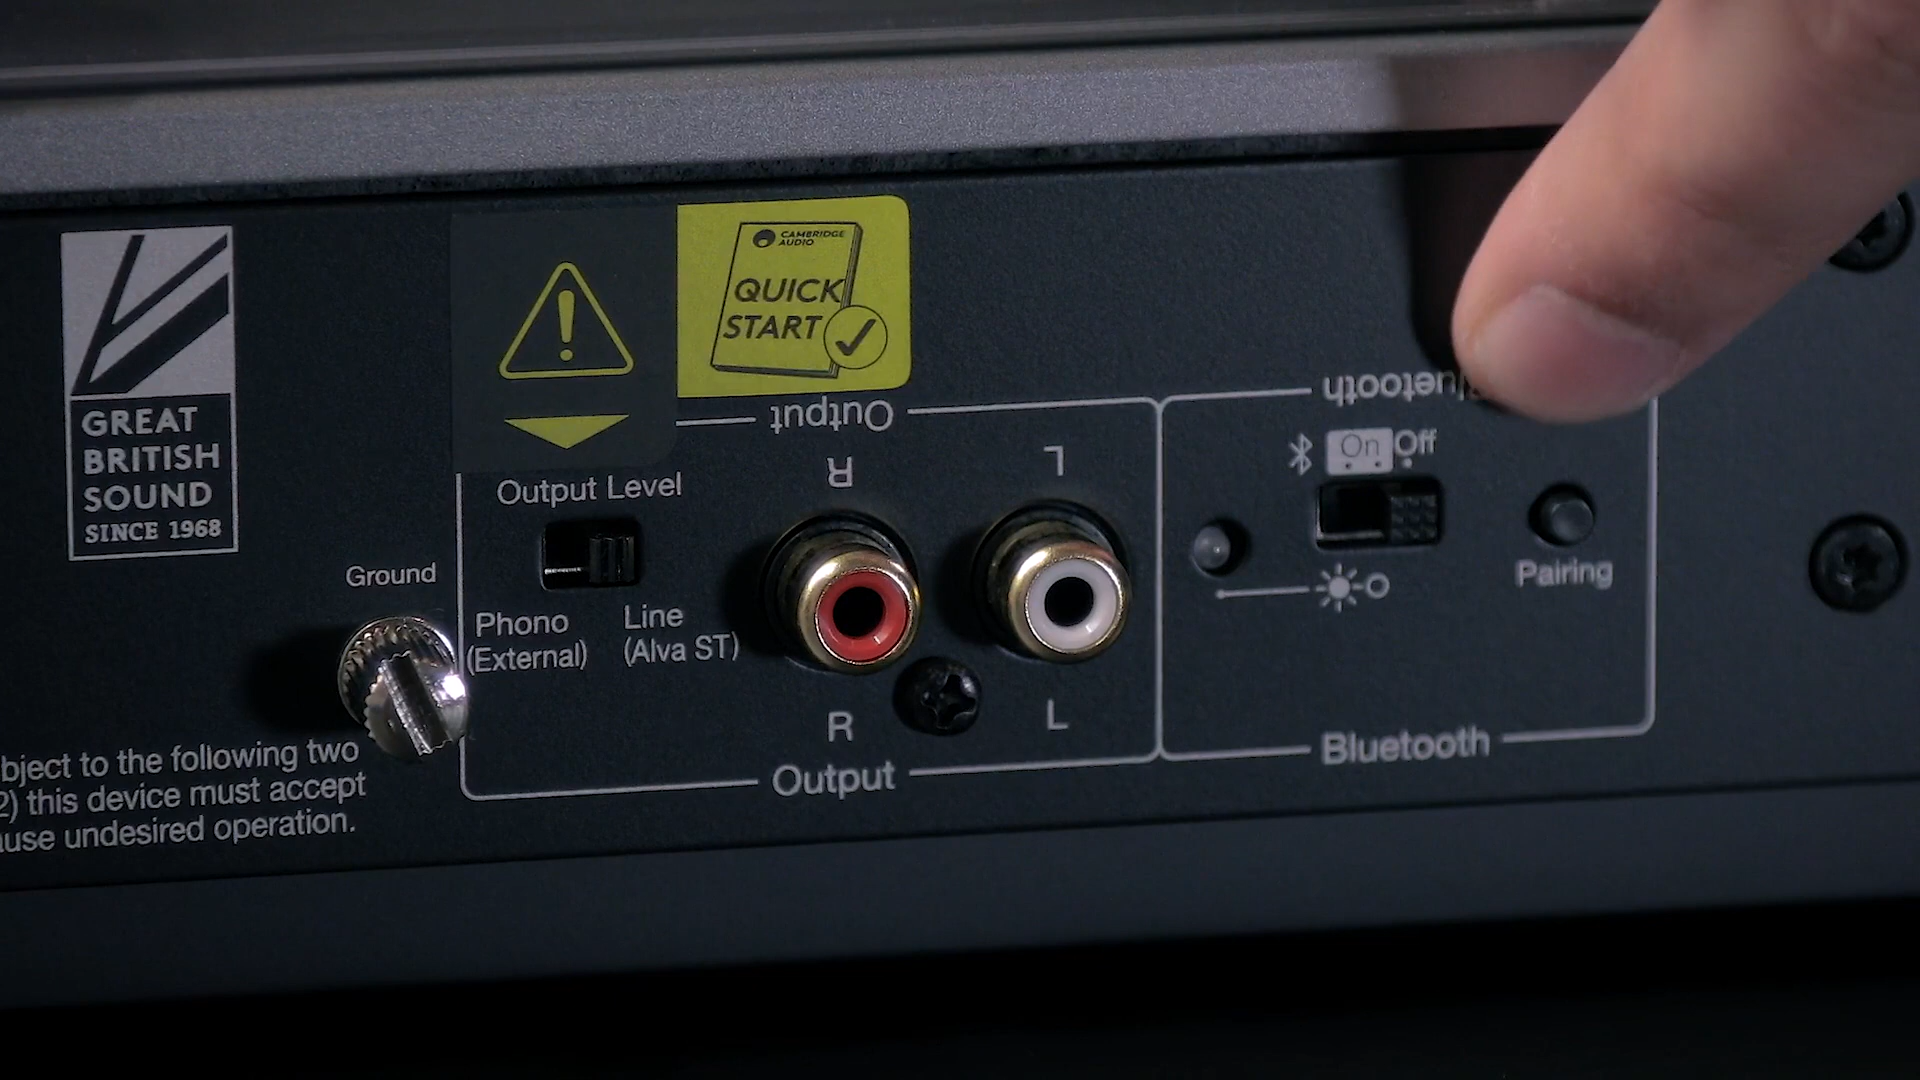 GREAT
BRITISH
SOUND
SINCE 1968
CAMBRIDGE
AUDIO
QUICK
START
Output
R
L
Output Level
Ground
Phono
(External)
Line
(Alva ST)
R
L
Output
Bluetooth
On Off
Pairing
Bluetooth
bject to the following two
2) this device must accept
ause undesired operation.